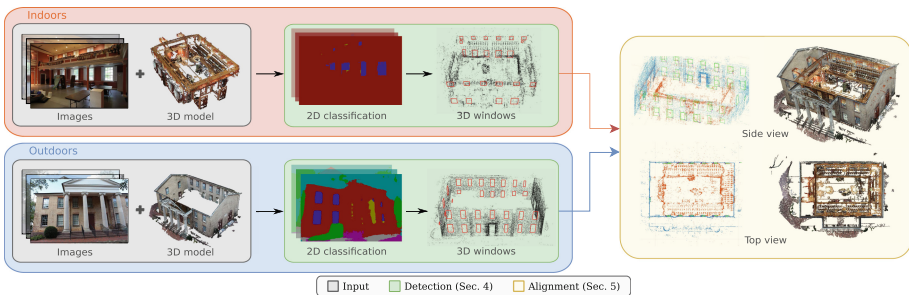 Indoors
Images
3D model
2D classification
3D windows
Outdoors
Images
3D model
2D classification
3D windows
Side view
Top view
Input
Detection (Sec. 4)
Alignment (Sec. 5)